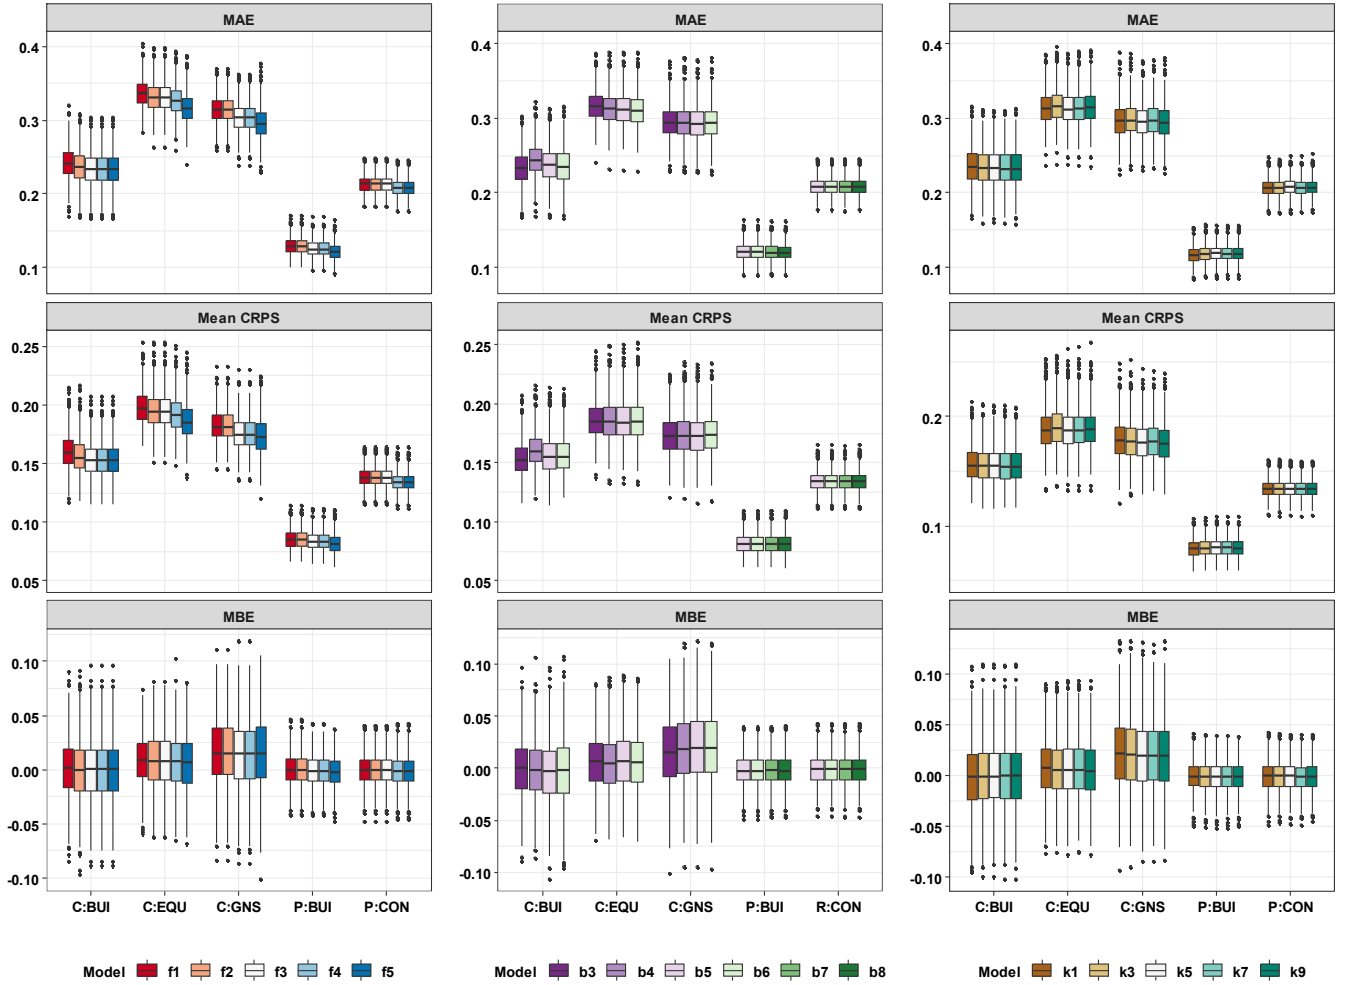 MAE
0.4
0.3
0.2
0.1
Mean CRPS
0.25
0.20
0.15
0.10
0.05
MBE
0.10
0.05
0.00
-0.05
-0.10
C:BUI C:EQU C:GNS P:BUI P:CON
Model f1 f2 f3 f4 f5
MAE
0.4
0.3
0.2
0.1
Mean CRPS
0.25
0.20
0.15
0.10
0.05
MBE
0.10
0.05
0.00
-0.05
-0.10
C:BUI C:EQU C:GNS P:BUI R:CON
Model b3 b4 b5 b6 b7 b8
MAE
0.4
0.3
0.2
0.1
Mean CRPS
0.2
0.1
MBE
0.10
0.05
0.00
-0.05
-0.10
C:BUI C:EQU C:GNS P:BUI P:CON
Model k1 k3 k5 k7 k9